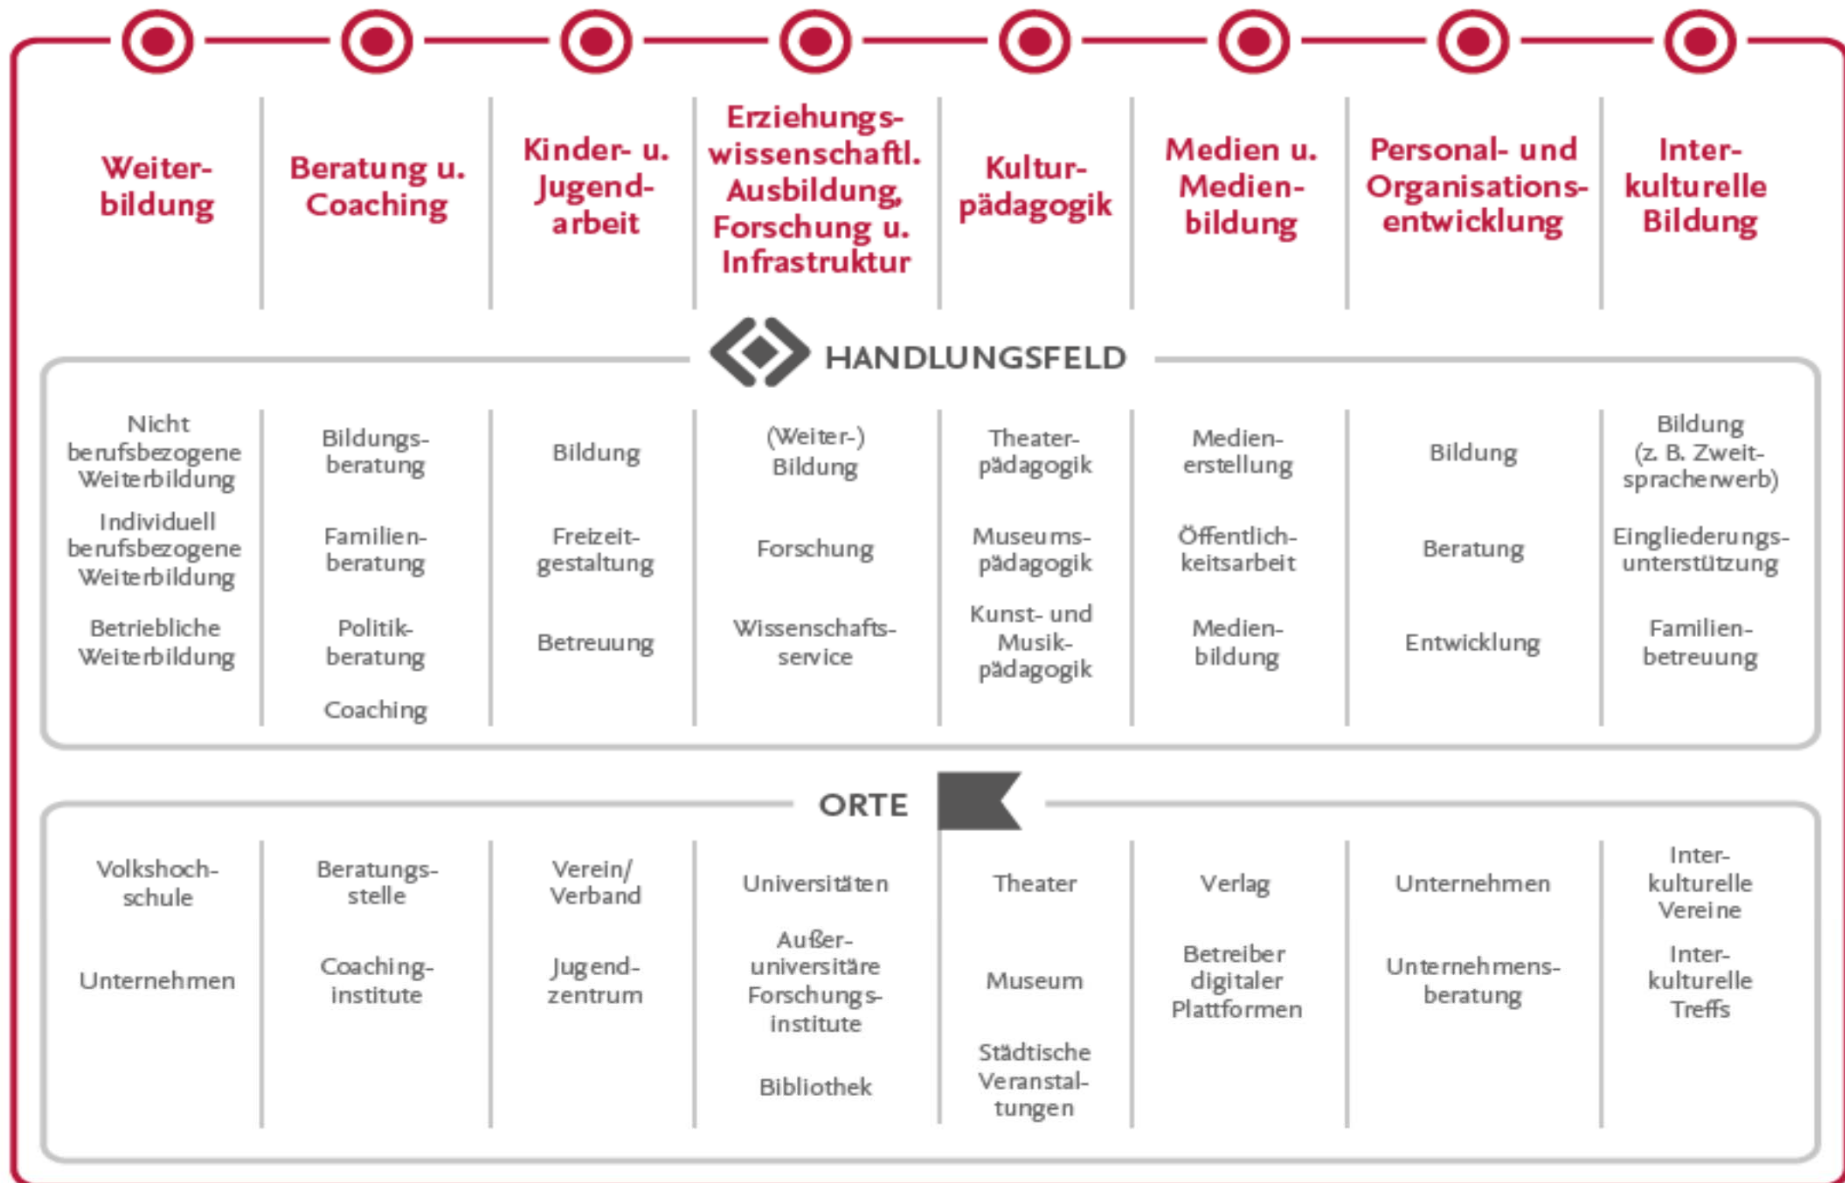 Weiter-
bildung
Beratung u.
Coaching
Kinder- u.
Jugend-
arbeit
Erziehungs-
wissenschaftl.
Ausbildung,
Forschung u.
Infrastruktur
Kultur-
pädagogik
Medien u.
Medien-
bildung
Personal- und
Organisations-
entwicklung
Inter-
kulturelle
Bildung
HANDLUNGSFELD
Nicht
berufsbezogene
Weiterbildung
Individuell
berufsbezogene
Weiterbildung
Betriebliche
Weiterbildung
Bildungs-
beratung
Familien-
beratung
Politik-
beratung
Coaching
Bildung
Freizeit-
gestaltung
Betreuung
(Weiter-)
Bildung
Forschung
Wissenschafts-
service
Theater-
pädagogik
Museums-
pädagogik
Kunst- und
Musik-
pädagogik
Medien-
erstellung
Öffentlich-
keitsarbeit
Medien-
bildung
Bildung
Beratung
Entwicklung
Bildung
(z. B. Zweit-
spracherwerb)
Eingliederungs-
unterstützung
Familien-
betreuung
ORTE
Volkshoch-
schule
Unternehmen
Beratungs-
stelle
Coaching-
institute
Verein/
Verband
Jugend-
zentrum
Universitäten
Außer-
universitäre
Forschungs-
institute
Bibliothek
Theater
Museum
Städtische
Veranstal-
tungen
Verlag
Betreiber
digitaler
Plattformen
Unternehmen
Unternehmens-
beratung
Inter-
kulturelle
Vereine
Inter-
kulturelle
Treffs